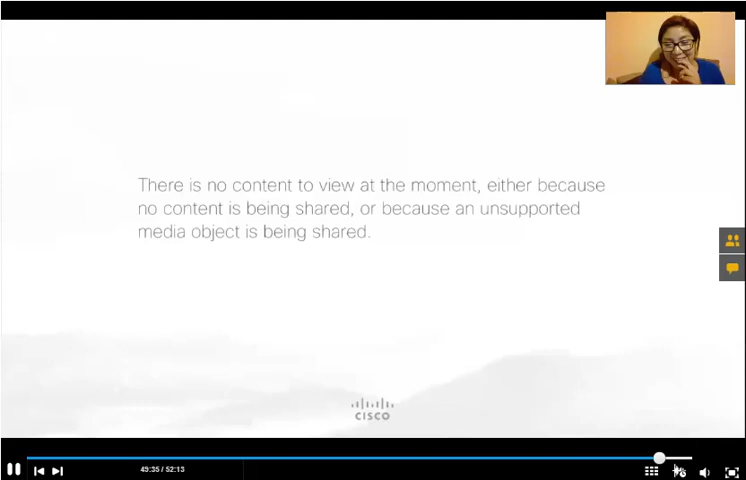 There is no content to view at the moment, either because
no content is being shared, or because an unsupported
media object is being shared.
CISCO
49:35 / 52:13